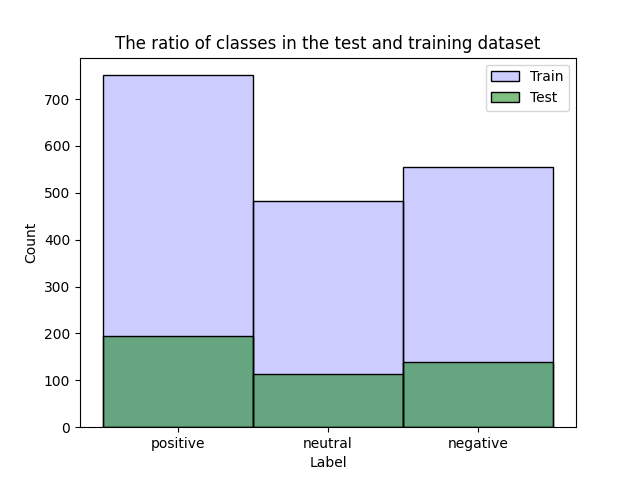 The ratio of classes in the test and training dataset
Train
Test
700
600
500
400
300
200
100
0
Count
positive
neutral
negative
Label